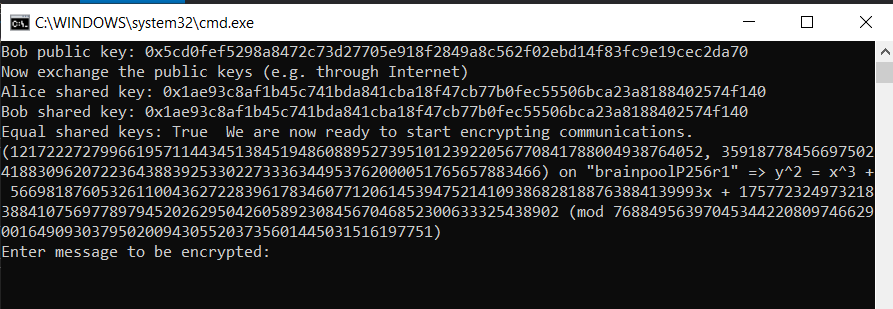 C:\WINDOWS\system32\cmd.exe
Bob public key: 0x5cd0fef5298a8472c73d27705e918f2849a8c562f02ebd14f83fc9e19cec2da70
Now exchange the public keys (e.g. through Internet)
Alice shared key: 0x1ae93c8af1b45c741bda841cba18f47cb77b0fec55506bca23a8188402574f140
Bob shared key: 0x1ae93c8af1b45c741bda841cba18f47cb77b0fec55506bca23a8188402574f140
Equal shared keys: True  We are now ready to start encrypting communications.
(12172227279966195711443451384519486088952739510123922056770841788004938764052, 35918778456697502
41883096207223643883925330227333634495376200005176565788​3466) on "brainpoolP256r1" => y^2 = x^3 +
 56698187605326110043627228396178346077120614539475214109386828188763884139993x + 175772324973218
38841075697789794520262950426058923084567046852300633325438902 (mod 76884956397045344220809746629
001649093037950200943055203735601445031516197751)
Enter message to be encrypted: